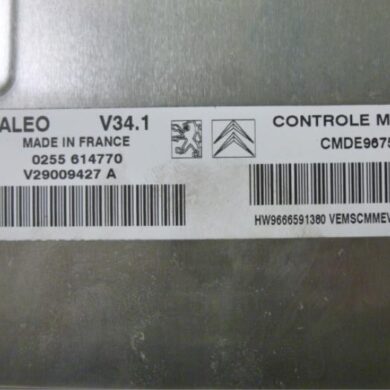 ALEO V34.1
MADE IN FRANCE
0255 614770
V29009427 A
CONTROLE M
CMDE9675
HW9666591380 VEMSCMMEV